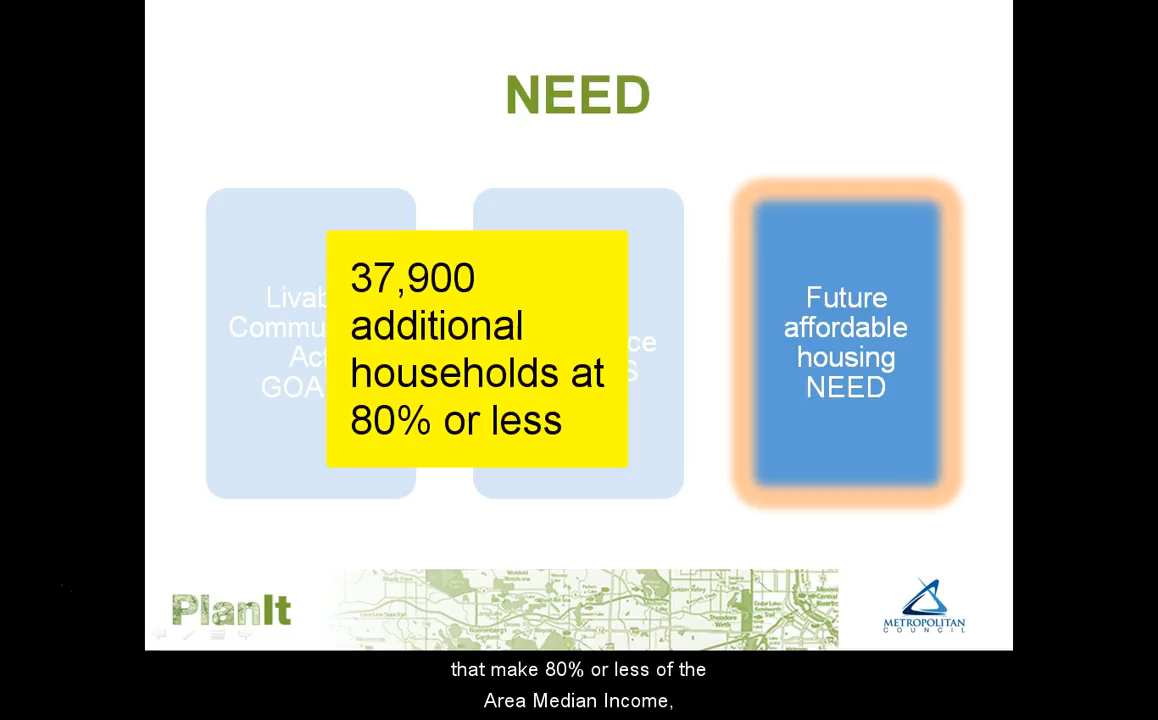 NEED
Livab
Commu
Act
GOA
37,900
additional
households at
80% or less
ce
S
Future
affordable
housing
NEED
PlanIt
METROPOLITAN
COUNCIL
that make 80% or less of the
Area Median Income,